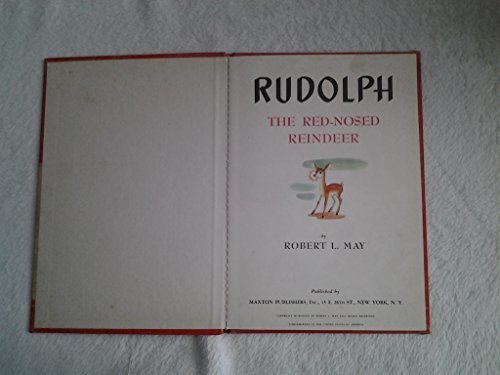 RUDOLPH
THE RED-NOSED
REINDEER
by
ROBERT L. MAY
Published by
MAXTON PUBLISHERS, Inc., 15 E. 26TH ST., NEW YORK, N. Y.